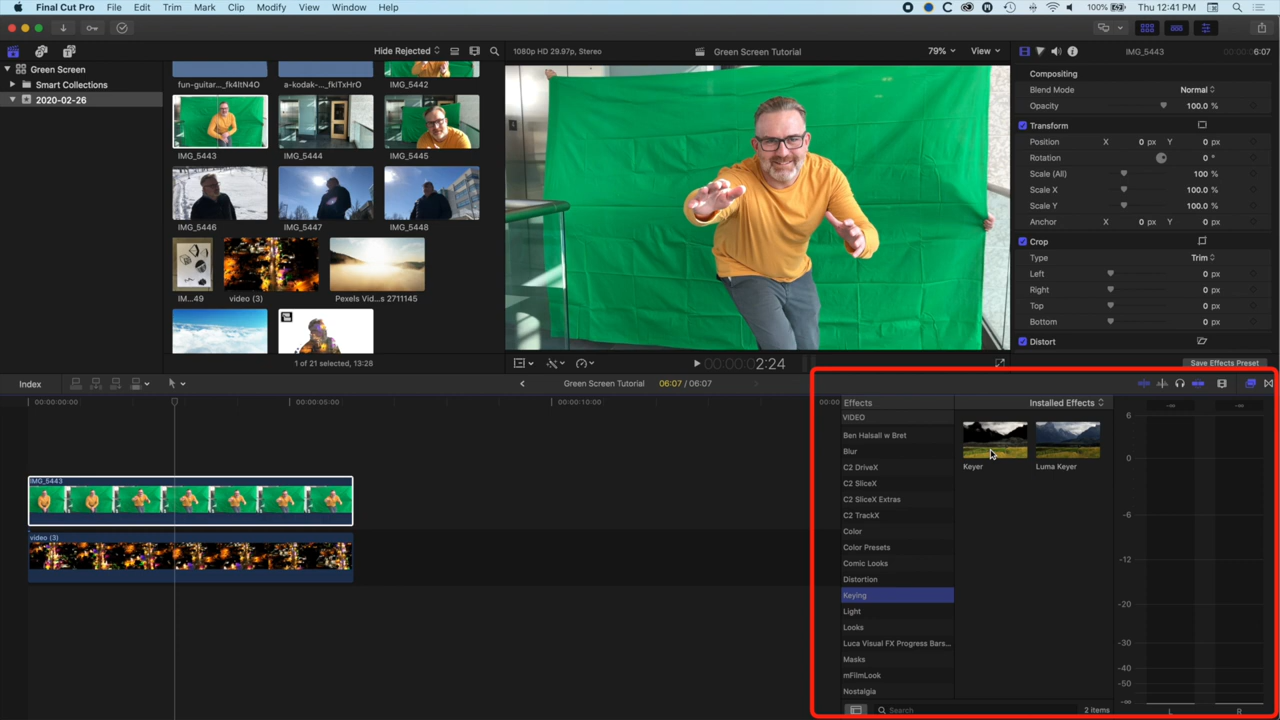 Final Cut Pro File Edit Trim Mark Clip Modify View Window Help 100% Thu 12:41 PM
Hide Rejected 1080p HD 29.97p, Stereo Green Screen Tutorial 79% View IMG_5443 6:07
Green Screen
Smart Collections
2020-02-26
fun-guitar..._fk4ItN4O a-kodak-..._fkITxHrO IMG_5442
IMG_5443 IMG_5444 IMG_5445
IMG_5446 IMG_5447 IMG_5448
IM...49 video (3) Pexels Vid...s 2711145
1 of 21 selected, 13:28
2:24
Compositing
Blend Mode Normal
Opacity 100.0 %
Transform
Position X 0 px Y 0 px
Rotation 0 °
Scale (All) 100 %
Scale X 100.0 %
Scale Y 100.0 %
Anchor X 0 px Y 0 px
Crop
Type Trim
Left 0 px
Right 0 px
Top 0 px
Bottom 0 px
Distort
Save Effects Preset
Index Green Screen Tutorial 06:07 / 06:07
00:00:00:00 00:00:05:00 00:00:10:00 00:00
IMG_5443
video (3)
Effects Installed Effects
VIDEO
Ben Halsall w Bret
Blur
C2 DriveX
C2 SliceX
C2 SliceX Extras
C2 TrackX
Color
Color Presets
Comic Looks
Distortion
Keying
Light
Looks
Luca Visual FX Progress Bars...
Masks
mFilmLook
Nostalgia
Keyer Luma Keyer
Search 2 items
-∞ -∞
6
0
-6
-12
-20
-30
-40
-50
-∞
L R